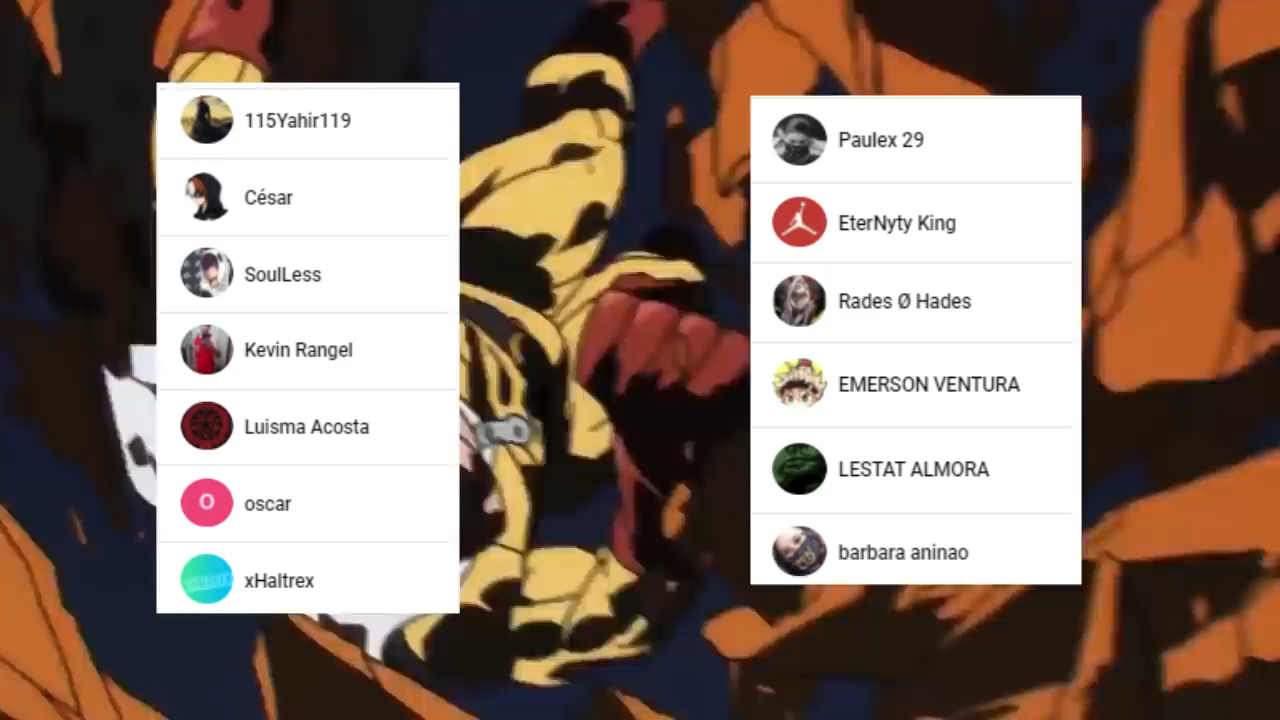 115Yahir119
César
SoulLess
Kevin Rangel
Luisma Acosta
O
oscar
xHaltrex
Paulex 29
EterNyty King
Rades Ø Hades
EMERSON VENTURA
LESTAT ALMORA
barbara aninao